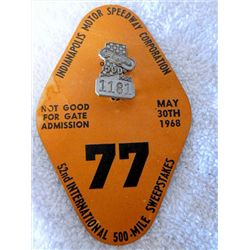 INDIANAPOLIS MOTOR SPEEDWAY CORPORATION
500
1181
NOT GOOD
FOR GATE
ADMISSION
MAY
30TH
1968
77
52nd INTERNATIONAL 500-MILE SWEEPSTAKES